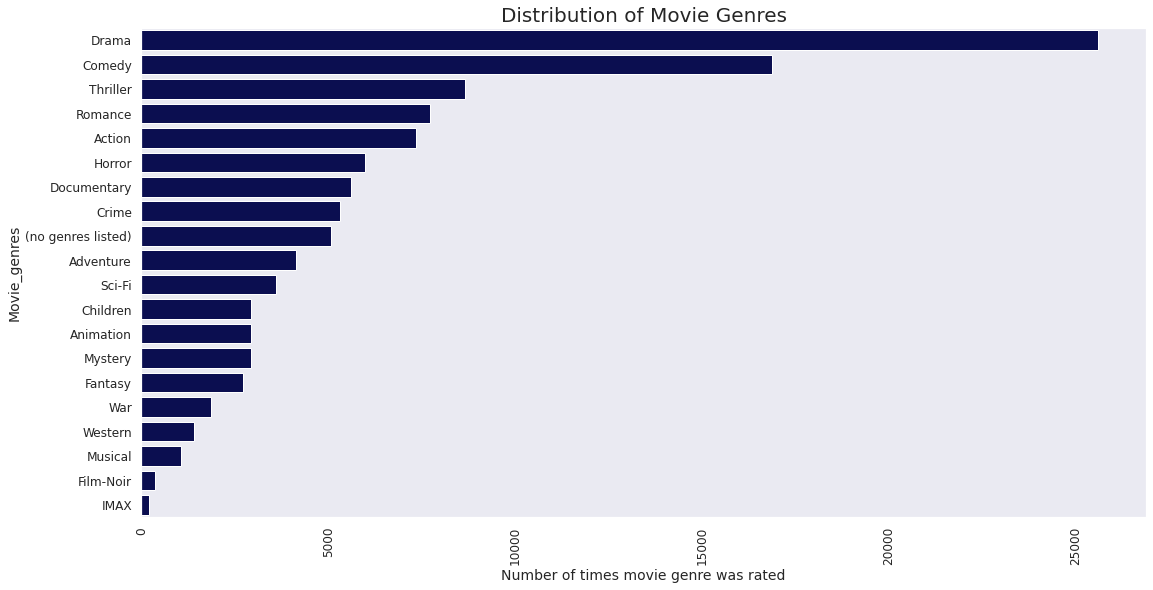 Distribution of Movie Genres
Drama
Comedy
Thriller
Romance
Action
Horror
Documentary
Crime
(no genres listed)
Adventure
Sci-Fi
Children
Animation
Mystery
Fantasy
War
Western
Musical
Film-Noir
IMAX
Movie_genres
0
5000
10000
15000
20000
25000
Number of times movie genre was rated